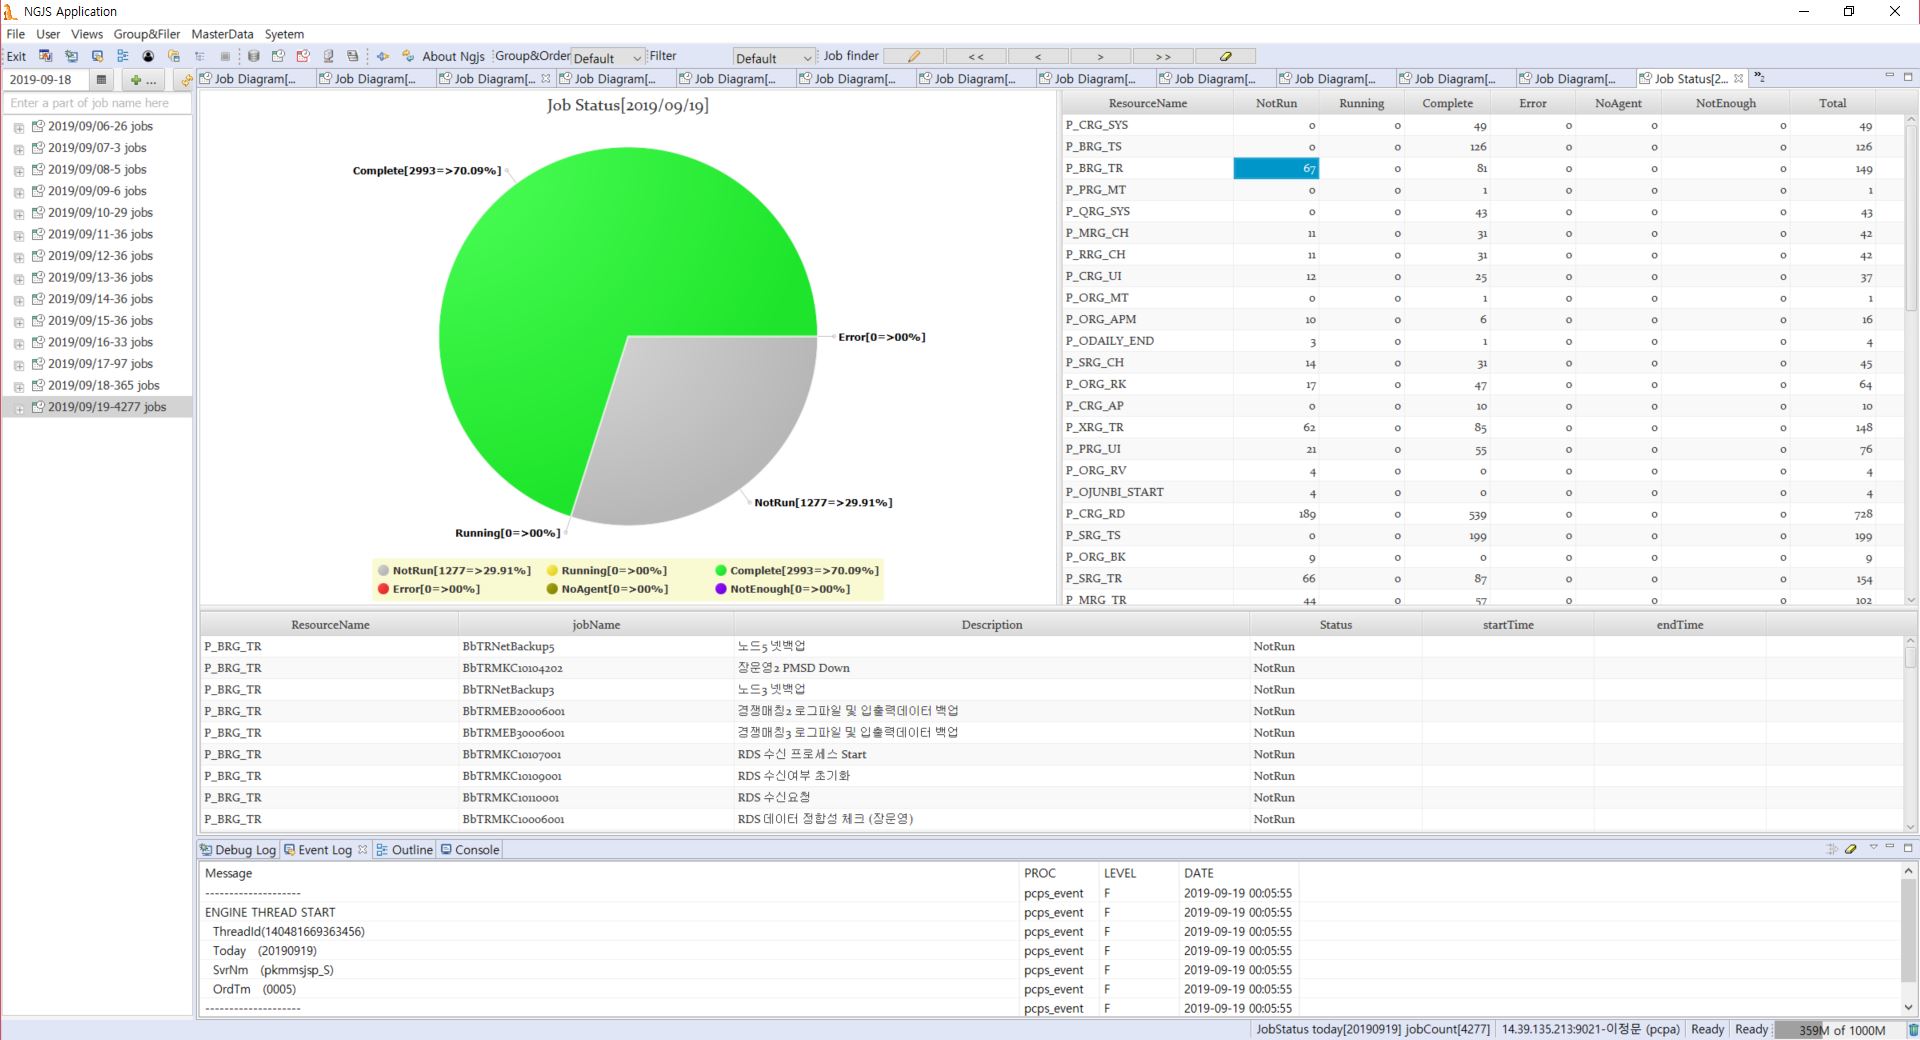 NGJS Application
File User Views Group&Filer MasterData Syetem
Exit About Ngjs Group&Order Default Filter Default Job finder << < > >>
2019-09-18 ...
Job Diagram[... Job Diagram[... Job Diagram[... Job Diagram[... Job Diagram[... Job Diagram[... Job Diagram[... Job Diagram[... Job Diagram[... Job Diagram[... Job Diagram[... Job Diagram[... Job Status[2... »2
Enter a part of job name here
2019/09/06-26 jobs
2019/09/07-3 jobs
2019/09/08-5 jobs
2019/09/09-6 jobs
2019/09/10-29 jobs
2019/09/11-36 jobs
2019/09/12-36 jobs
2019/09/13-36 jobs
2019/09/14-36 jobs
2019/09/15-36 jobs
2019/09/16-33 jobs
2019/09/17-97 jobs
2019/09/18-365 jobs
2019/09/19-4277 jobs
Job Status[2019/09/19]
Complete[2993=>70.09%]
Error[0=>00%]
NotRun[1277=>29.91%]
Running[0=>00%]
NotRun[1277=>29.91%] Running[0=>00%] Complete[2993=>70.09%]
Error[0=>00%] NoAgent[0=>00%] NotEnough[0=>00%]
ResourceName NotRun Running Complete Error NoAgent NotEnough Total
P_CRG_SYS 0 0 49 0 0 0 49
P_BRG_TS 0 0 126 0 0 0 126
P_BRG_TR 67 0 81 0 0 0 149
P_PRG_MT 0 0 1 0 0 0 1
P_QRG_SYS 0 0 43 0 0 0 43
P_MRG_CH 11 0 31 0 0 0 42
P_RRG_CH 11 0 31 0 0 0 42
P_CRG_UI 12 0 25 0 0 0 37
P_ORG_MT 0 0 1 0 0 0 1
P_ORG_APM 10 0 6 0 0 0 16
P_ODAILY_END 3 0 1 0 0 0 4
P_SRG_CH 14 0 31 0 0 0 45
P_ORG_RK 17 0 47 0 0 0 64
P_CRG_AP 0 0 10 0 0 0 10
P_XRG_TR 62 0 85 0 0 0 148
P_PRG_UI 21 0 55 0 0 0 76
P_ORG_RV 4 0 0 0 0 0 4
P_OJUNBI_START 4 0 0 0 0 0 4
P_CRG_RD 189 0 539 0 0 0 728
P_SRG_TS 0 0 199 0 0 0 199
P_ORG_BK 9 0 0 0 0 0 9
P_SRG_TR 66 0 87 0 0 0 154
P_MRG_TR 44 0 57 0 0 0 102
ResourceName jobName Description Status startTime endTime
P_BRG_TR BbTRNetBackup5 노드5 넷백업 NotRun
P_BRG_TR BbTRMKC10104202 장운영2 PMSD Down NotRun
P_BRG_TR BbTRNetBackup3 노드3 넷백업 NotRun
P_BRG_TR BbTRMEB20006001 경쟁매칭2 로그파일 및 입출력데이터 백업 NotRun
P_BRG_TR BbTRMEB30006001 경쟁매칭3 로그파일 및 입출력데이터 백업 NotRun
P_BRG_TR BbTRMKC10107001 RDS 수신 프로세스 Start NotRun
P_BRG_TR BbTRMKC10109001 RDS 수신여부 초기화 NotRun
P_BRG_TR BbTRMKC10110001 RDS 수신요청 NotRun
P_BRG_TR BbTRMKC10006001 RDS 데이터 정합성 체크 (장운영) NotRun
Debug Log Event Log Outline Console
Message PROC LEVEL DATE
-------------------- pcps_event F 2019-09-19 00:05:55
ENGINE THREAD START pcps_event F 2019-09-19 00:05:55
ThreadId(140481669363456) pcps_event F 2019-09-19 00:05:55
Today (20190919) pcps_event F 2019-09-19 00:05:55
SvrNm (pkmmsjsp_S) pcps_event F 2019-09-19 00:05:55
OrdTm (0005) pcps_event F 2019-09-19 00:05:55
-------------------- pcps_event F 2019-09-19 00:05:55
JobStatus today[20190919] jobCount[4277] 14.39.135.213:9021-이정문 (pcpa) Ready Ready 359M of 1000M